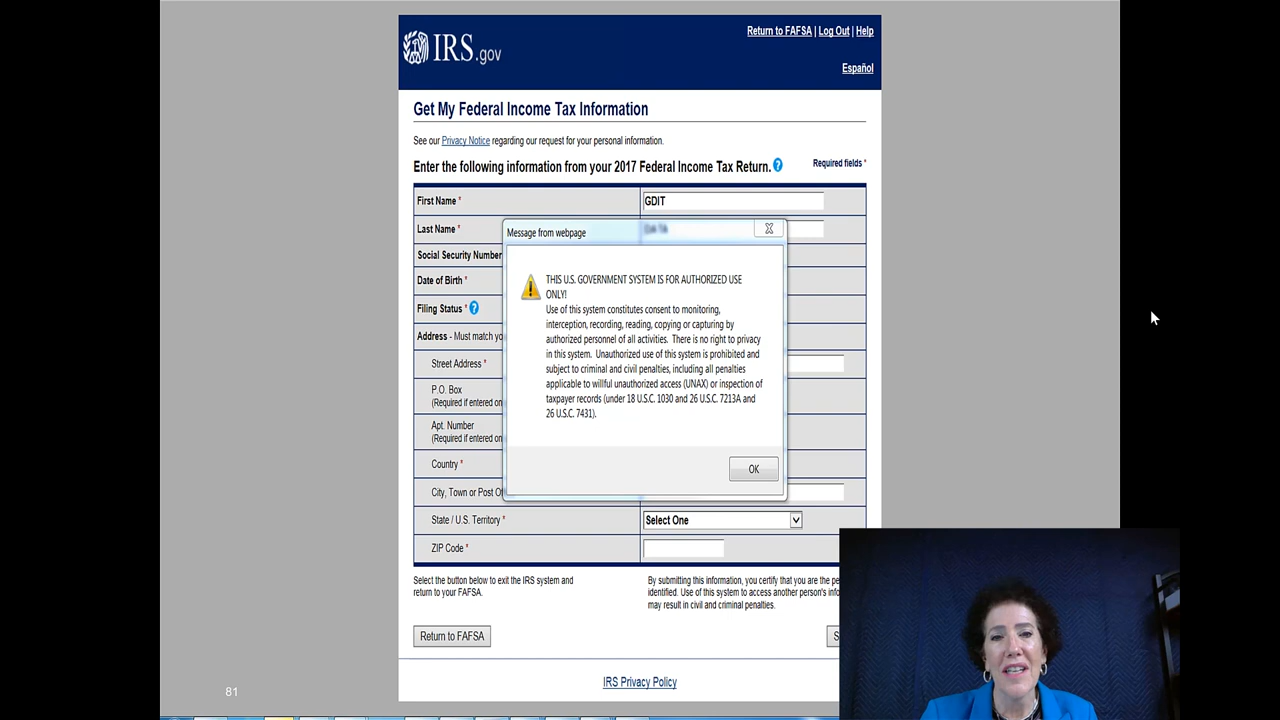 Return to FAFSA | Log Out | Help
IRS.gov
Español
Get My Federal Income Tax Information
See our Privacy Notice regarding our request for your personal information.
Enter the following information from your 2017 Federal Income Tax Return. ?
Required fields *
First Name *
GDIT
Last Name *
DATA
Message from webpage
Social Security Number
Date of Birth *
Filing Status * ?
Address - Must match
Street Address *
P.O. Box
(Required if entered on
Apt. Number
(Required if entered on
Country *
City, Town or Post
THIS U.S. GOVERNMENT SYSTEM IS FOR AUTHORIZED USE
ONLY!
Use of this system constitutes consent to monitoring,
interception, recording, reading, copying or capturing by
authorized personnel of all activities. There is no right to privacy
in this system. Unauthorized use of this system is prohibited and
subject to criminal and civil penalties, including all penalties
applicable to willful unauthorized access (UNAX) or inspection of
taxpayer records (under 18 U.S.C. 1030 and 26 U.S.C. 7213A and
26 U.S.C. 7431).
OK
State / U.S. Territory *
Select One
ZIP Code *
Select the button below to exit the IRS system and
return to your FAFSA.
By submitting this information, you certify that you are the
identified. Use of this system to access another person's
may result in civil and criminal penalties.
Return to FAFSA
IRS Privacy Policy
81